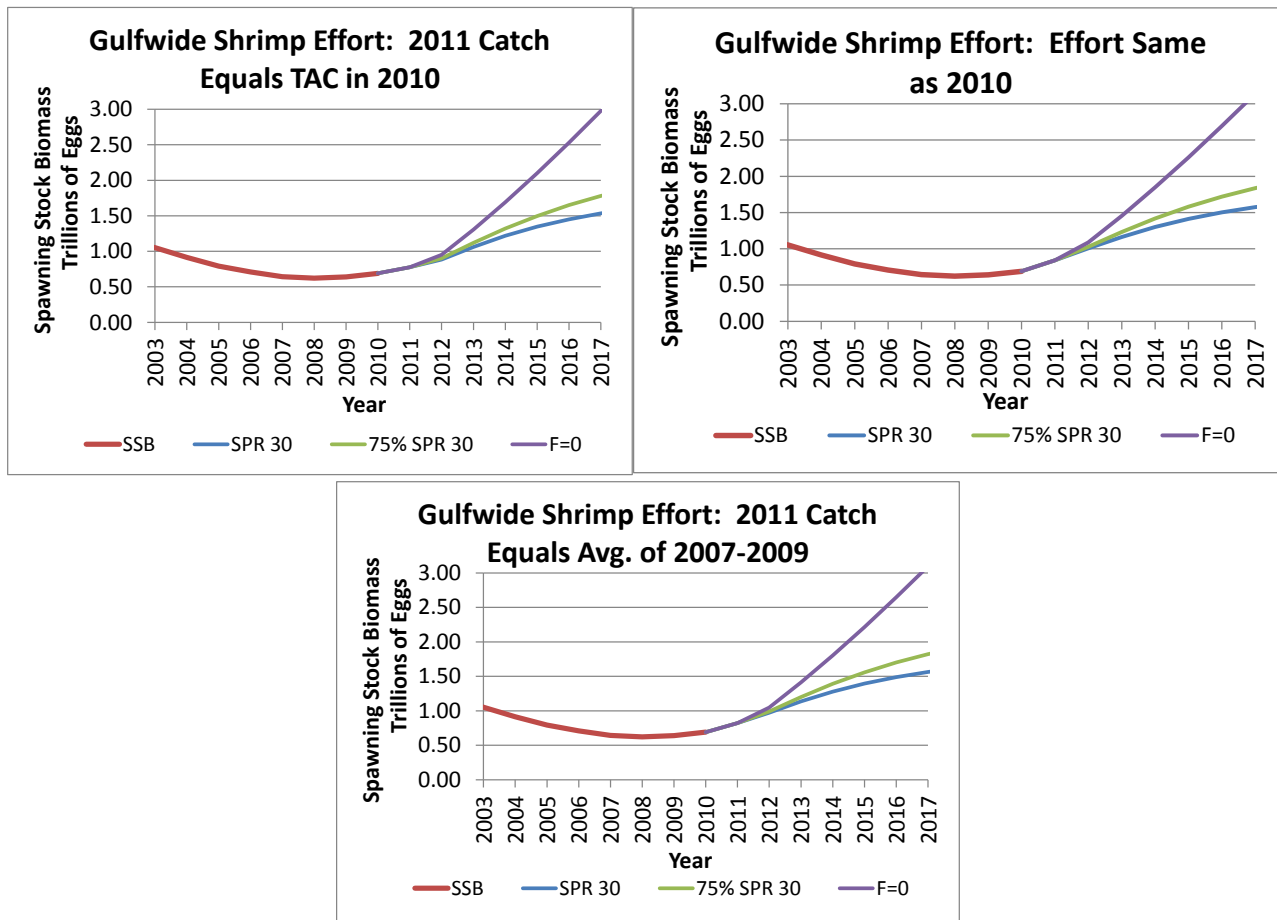 Gulfwide Shrimp Effort:  2011 Catch
Equals TAC in 2010
Spawning Stock Biomass
Trillions of Eggs
3.00
2.50
2.00
1.50
1.00
0.50
0.00
2003 2004 2005 2006 2007 2008 2009 2010 2011 2012 2013 2014 2015 2016 2017
Year
SSB SPR 30 75% SPR 30 F=0
Gulfwide Shrimp Effort:  Effort Same
as 2010
Spawning Stock Biomass
Trillions of Eggs
3.00
2.50
2.00
1.50
1.00
0.50
0.00
2003 2004 2005 2006 2007 2008 2009 2010 2011 2012 2013 2014 2015 2016 2017
Year
SSB SPR 30 75% SPR 30 F=0
Gulfwide Shrimp Effort:  2011 Catch
Equals Avg. of 2007-2009
Spawning Stock Biomass
Trillions of Eggs
3.00
2.50
2.00
1.50
1.00
0.50
0.00
2003 2004 2005 2006 2007 2008 2009 2010 2011 2012 2013 2014 2015 2016 2017
Year
SSB SPR 30 75% SPR 30 F=0